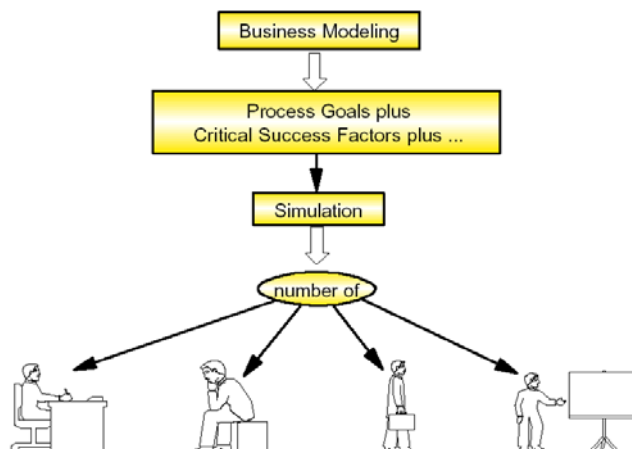 Business Modeling
Process Goals plus
Critical Success Factors plus ...
Simulation
number of